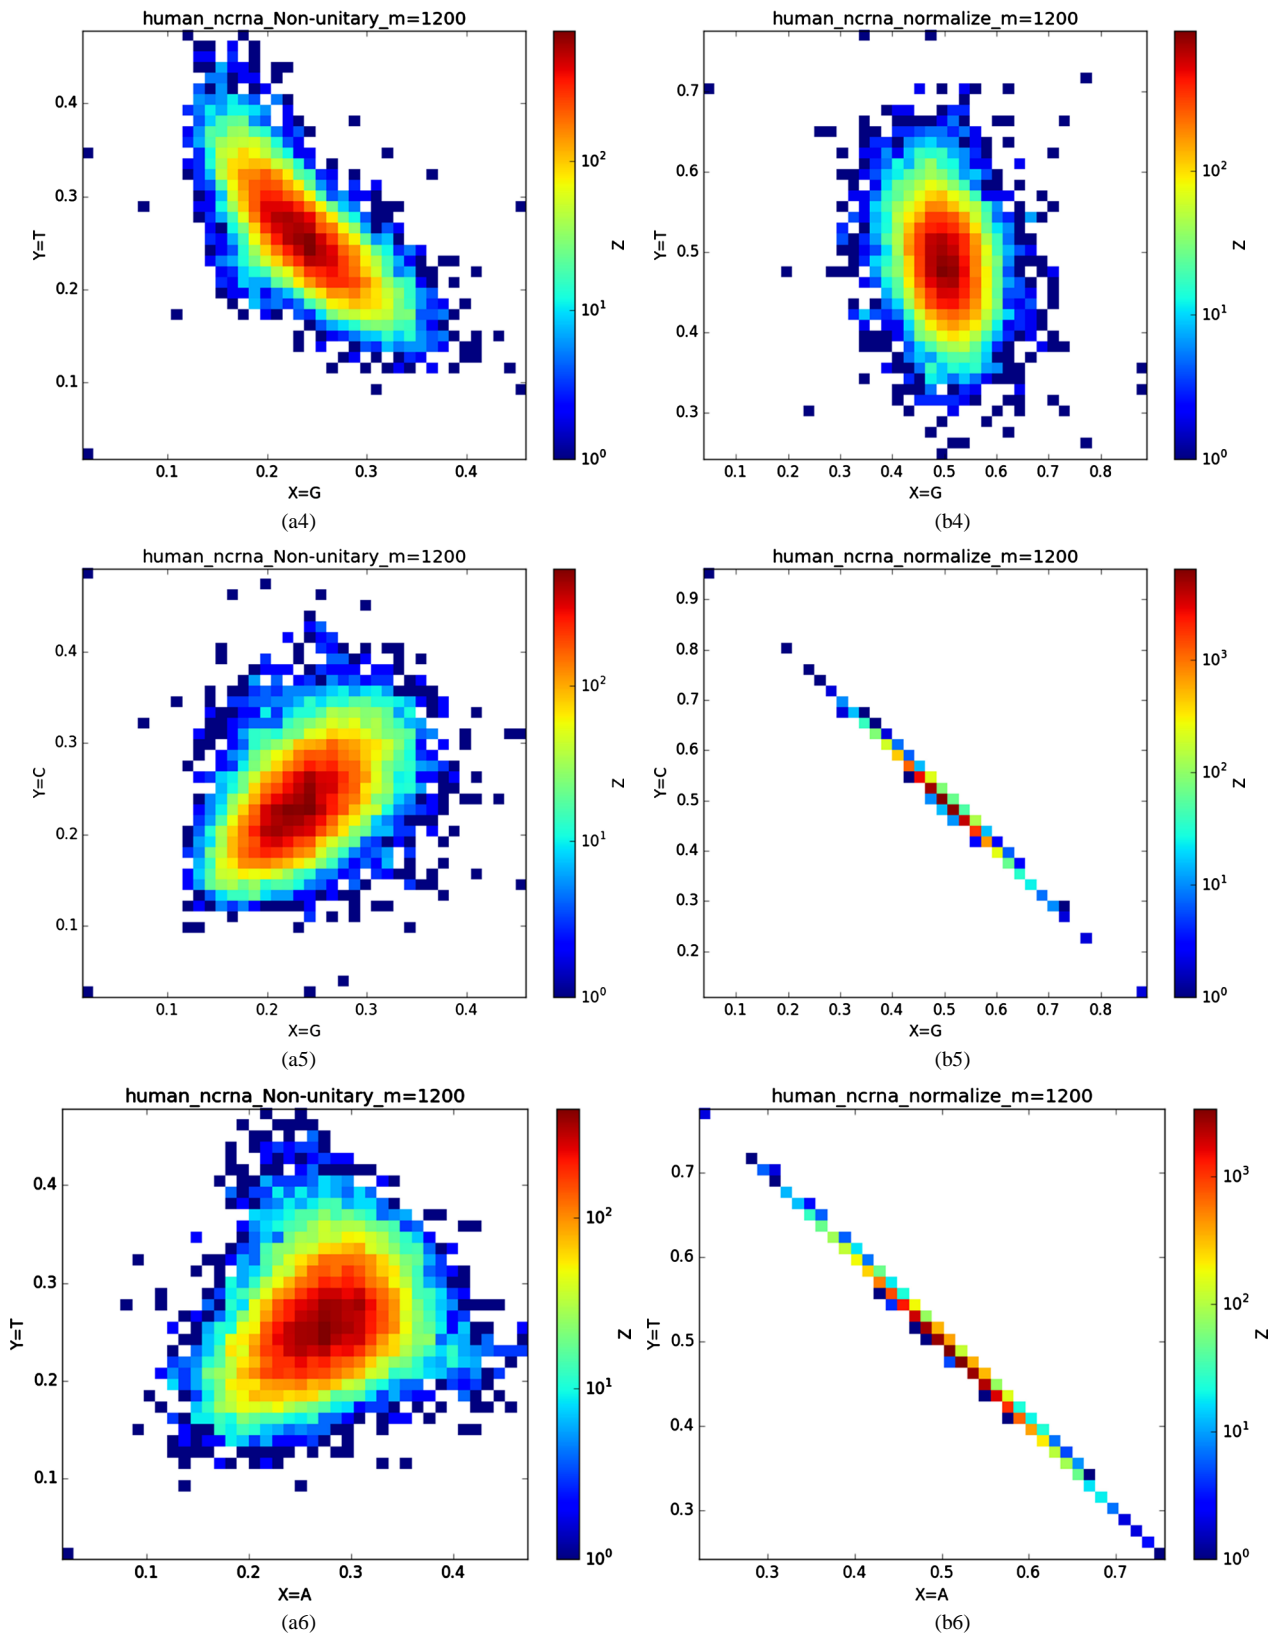 human_ncrna_Non-unitary_m=1200
0.4
0.3
0.2
0.1
Y=T
0.1 0.2 0.3 0.4
X=G
10²
10¹
10⁰
Z
(a4)
human_ncrna_normalize_m=1200
0.7
0.6
0.5
0.4
0.3
Y=T
0.1 0.2 0.3 0.4 0.5 0.6 0.7 0.8
X=G
10²
10¹
10⁰
Z
(b4)
human_ncrna_Non-unitary_m=1200
0.4
0.3
0.2
0.1
Y=C
0.1 0.2 0.3 0.4
X=G
10²
10¹
10⁰
Z
(a5)
human_ncrna_normalize_m=1200
0.9
0.8
0.7
0.6
0.5
0.4
0.3
0.2
Y=C
0.1 0.2 0.3 0.4 0.5 0.6 0.7 0.8
X=G
10³
10²
10¹
10⁰
Z
(b5)
human_ncrna_Non-unitary_m=1200
0.4
0.3
0.2
0.1
Y=T
0.1 0.2 0.3 0.4
X=A
10²
10¹
10⁰
Z
(a6)
human_ncrna_normalize_m=1200
0.7
0.6
0.5
0.4
0.3
Y=T
0.3 0.4 0.5 0.6 0.7
X=A
10³
10²
10¹
10⁰
Z
(b6)